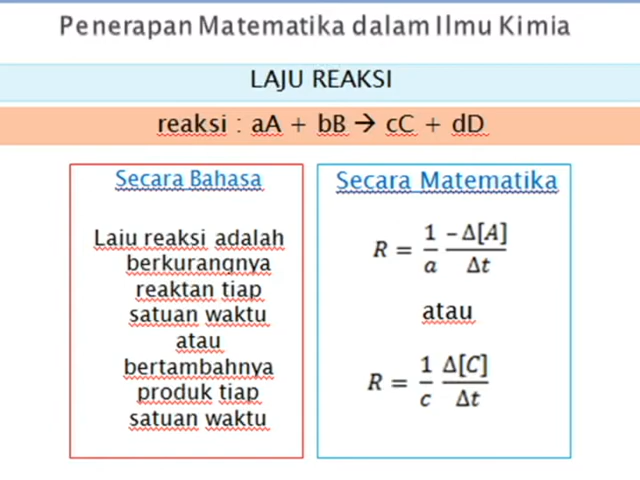 Penerapan Matematika dalam Ilmu Kimia
LAJU REAKSI
reaksi : aA + bB → cC + dD
Secara Bahasa
Laju reaksi adalah
berkurangnya
reaktan tiap
satuan waktu
atau
bertambahnya
produk tiap
satuan waktu
Secara Matematika
R = 1/a −Δ[A]/Δt
atau
R = 1/c Δ[C]/Δt